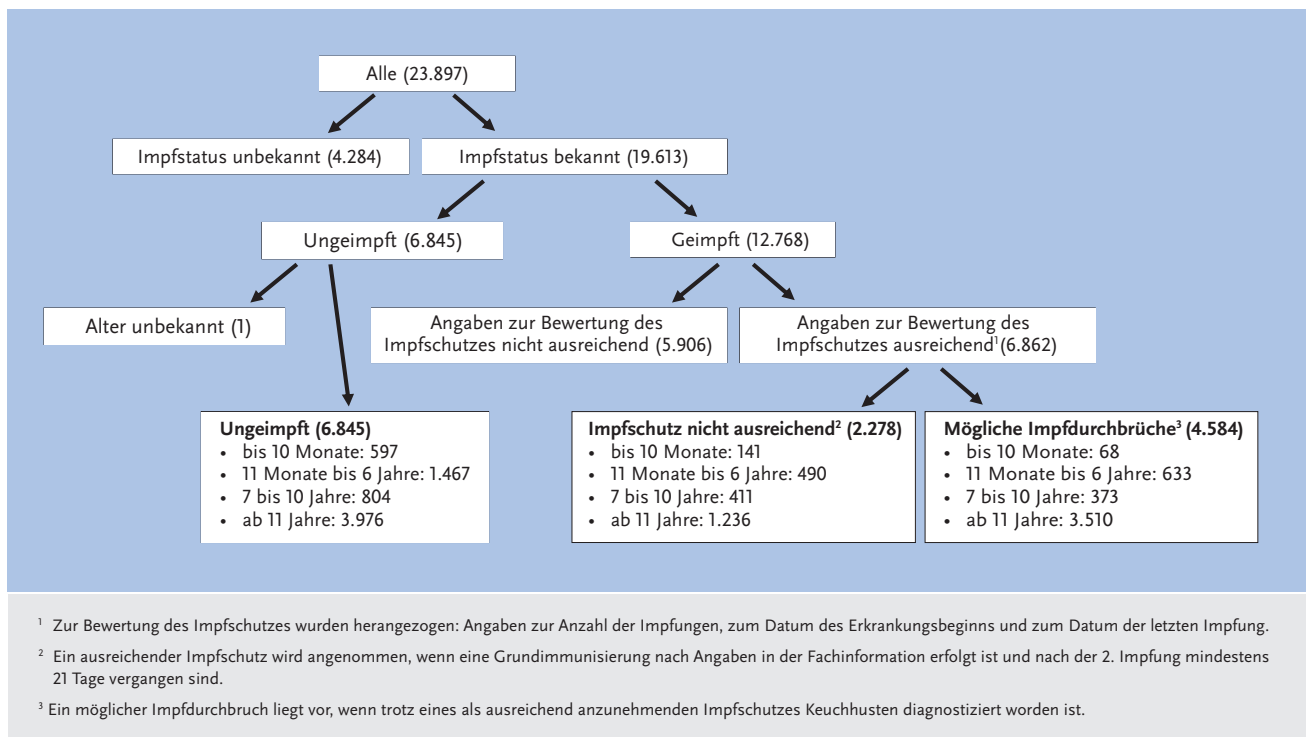 Alle (23.897)
Impfstatus unbekannt (4.284)
Impfstatus bekannt (19.613)
Ungeimpft (6.845)
Geimpft (12.768)
Alter unbekannt (1)
Angaben zur Bewertung des
Impfschutzes nicht ausreichend (5.906)
Angaben zur Bewertung des
Impfschutzes ausreichend¹(6.862)
Ungeimpft (6.845)
• bis 10 Monate: 597
• 11 Monate bis 6 Jahre: 1.467
• 7 bis 10 Jahre: 804
• ab 11 Jahre: 3.976
Impfschutz nicht ausreichend² (2.278)
• bis 10 Monate: 141
• 11 Monate bis 6 Jahre: 490
• 7 bis 10 Jahre: 411
• ab 11 Jahre: 1.236
Mögliche Impfdurchbrüche³ (4.584)
• bis 10 Monate: 68
• 11 Monate bis 6 Jahre: 633
• 7 bis 10 Jahre: 373
• ab 11 Jahre: 3.510
¹ Zur Bewertung des Impfschutzes wurden herangezogen: Angaben zur Anzahl der Impfungen, zum Datum des Erkrankungsbeginns und zum Datum der letzten Impfung.
² Ein ausreichender Impfschutz wird angenommen, wenn eine Grundimmunisierung nach Angaben in der Fachinformation erfolgt ist und nach der 2. Impfung mindestens
21 Tage vergangen sind.
³ Ein möglicher Impfdurchbruch liegt vor, wenn trotz eines als ausreichend anzunehmenden Impfschutzes Keuchhusten diagnostiziert worden ist.